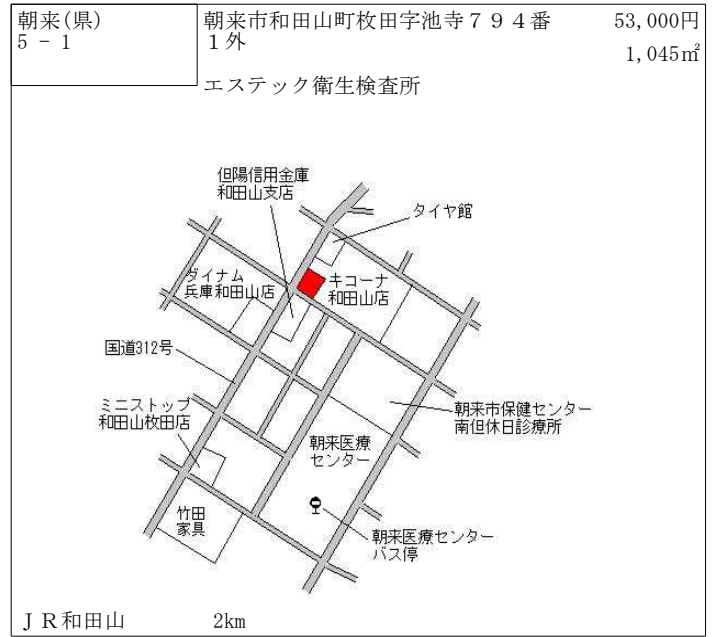 朝来(県)
5 - 1
朝来市和田山町枚田字池寺７９４番
１外
53,000円
1,045㎡
エステック衛生検査所
但陽信用金庫
和田山支店
タイヤ館
ダイナム
兵庫和田山店
キコーナ
和田山店
国道312号
ミニストップ
和田山枚田店
朝来市保健センター
南但休日診療所
朝来医療
センター
竹田
家具
朝来医療センター
バス停
ＪＲ和田山
2km